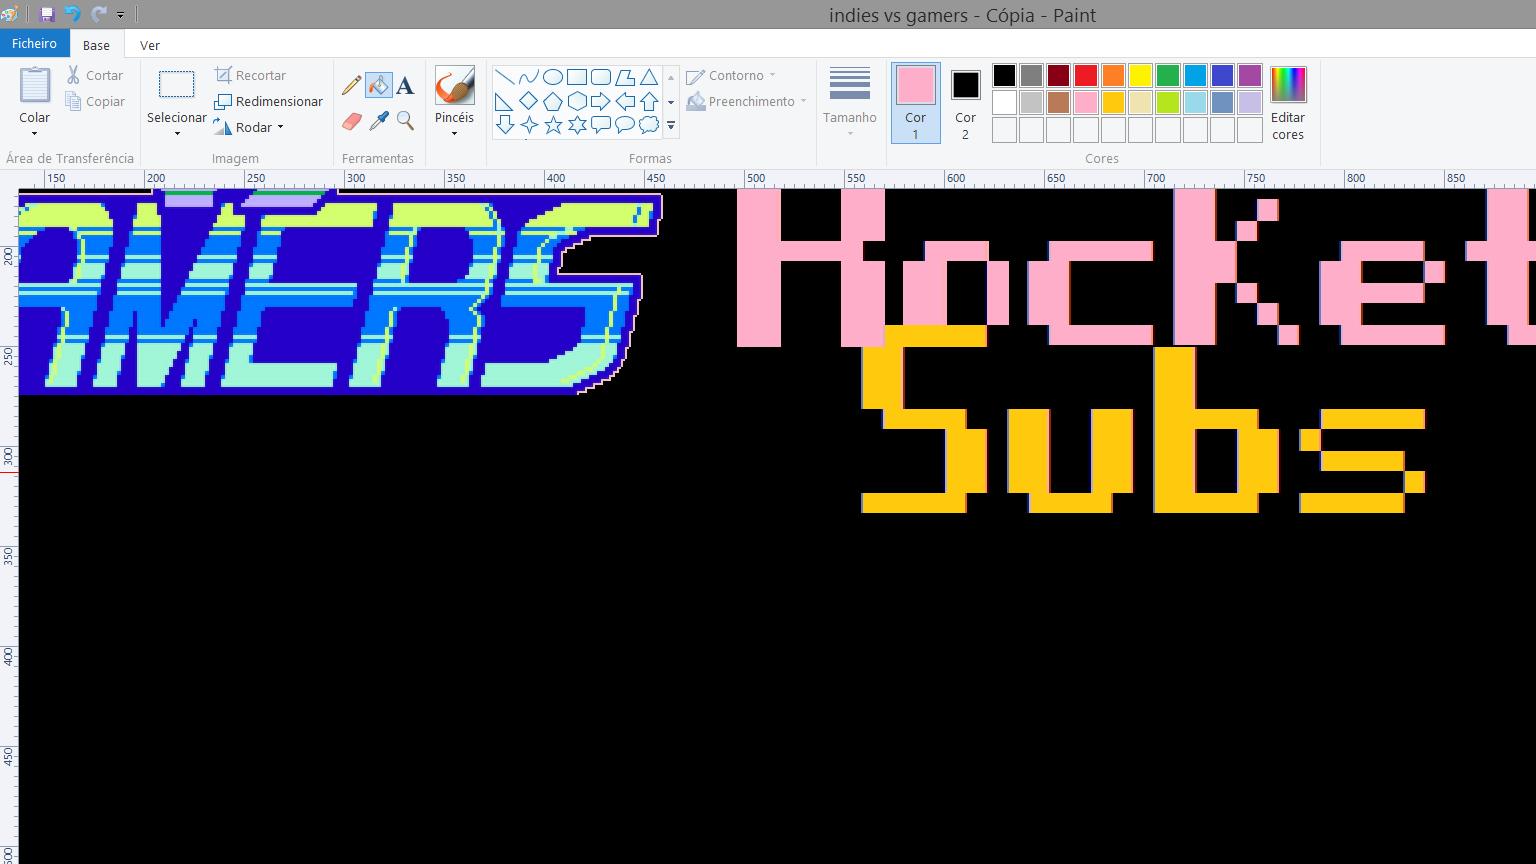 indies vs gamers - Cópia - Paint
Ficheiro Base Ver
Colar
Cortar
Copiar
Área de Transferência
Selecionar
Recortar
Redimensionar
Rodar
Imagem
A
Ferramentas
Pincéis
Contorno
Preenchimento
Formas
Tamanho
Cor 1
Cor 2
Editar cores
Cores
150 200 250 300 350 400 450 500 550 600 650 700 750 800 850
200
250
300
350
400
450
500
AMERS
Hocket
Subs